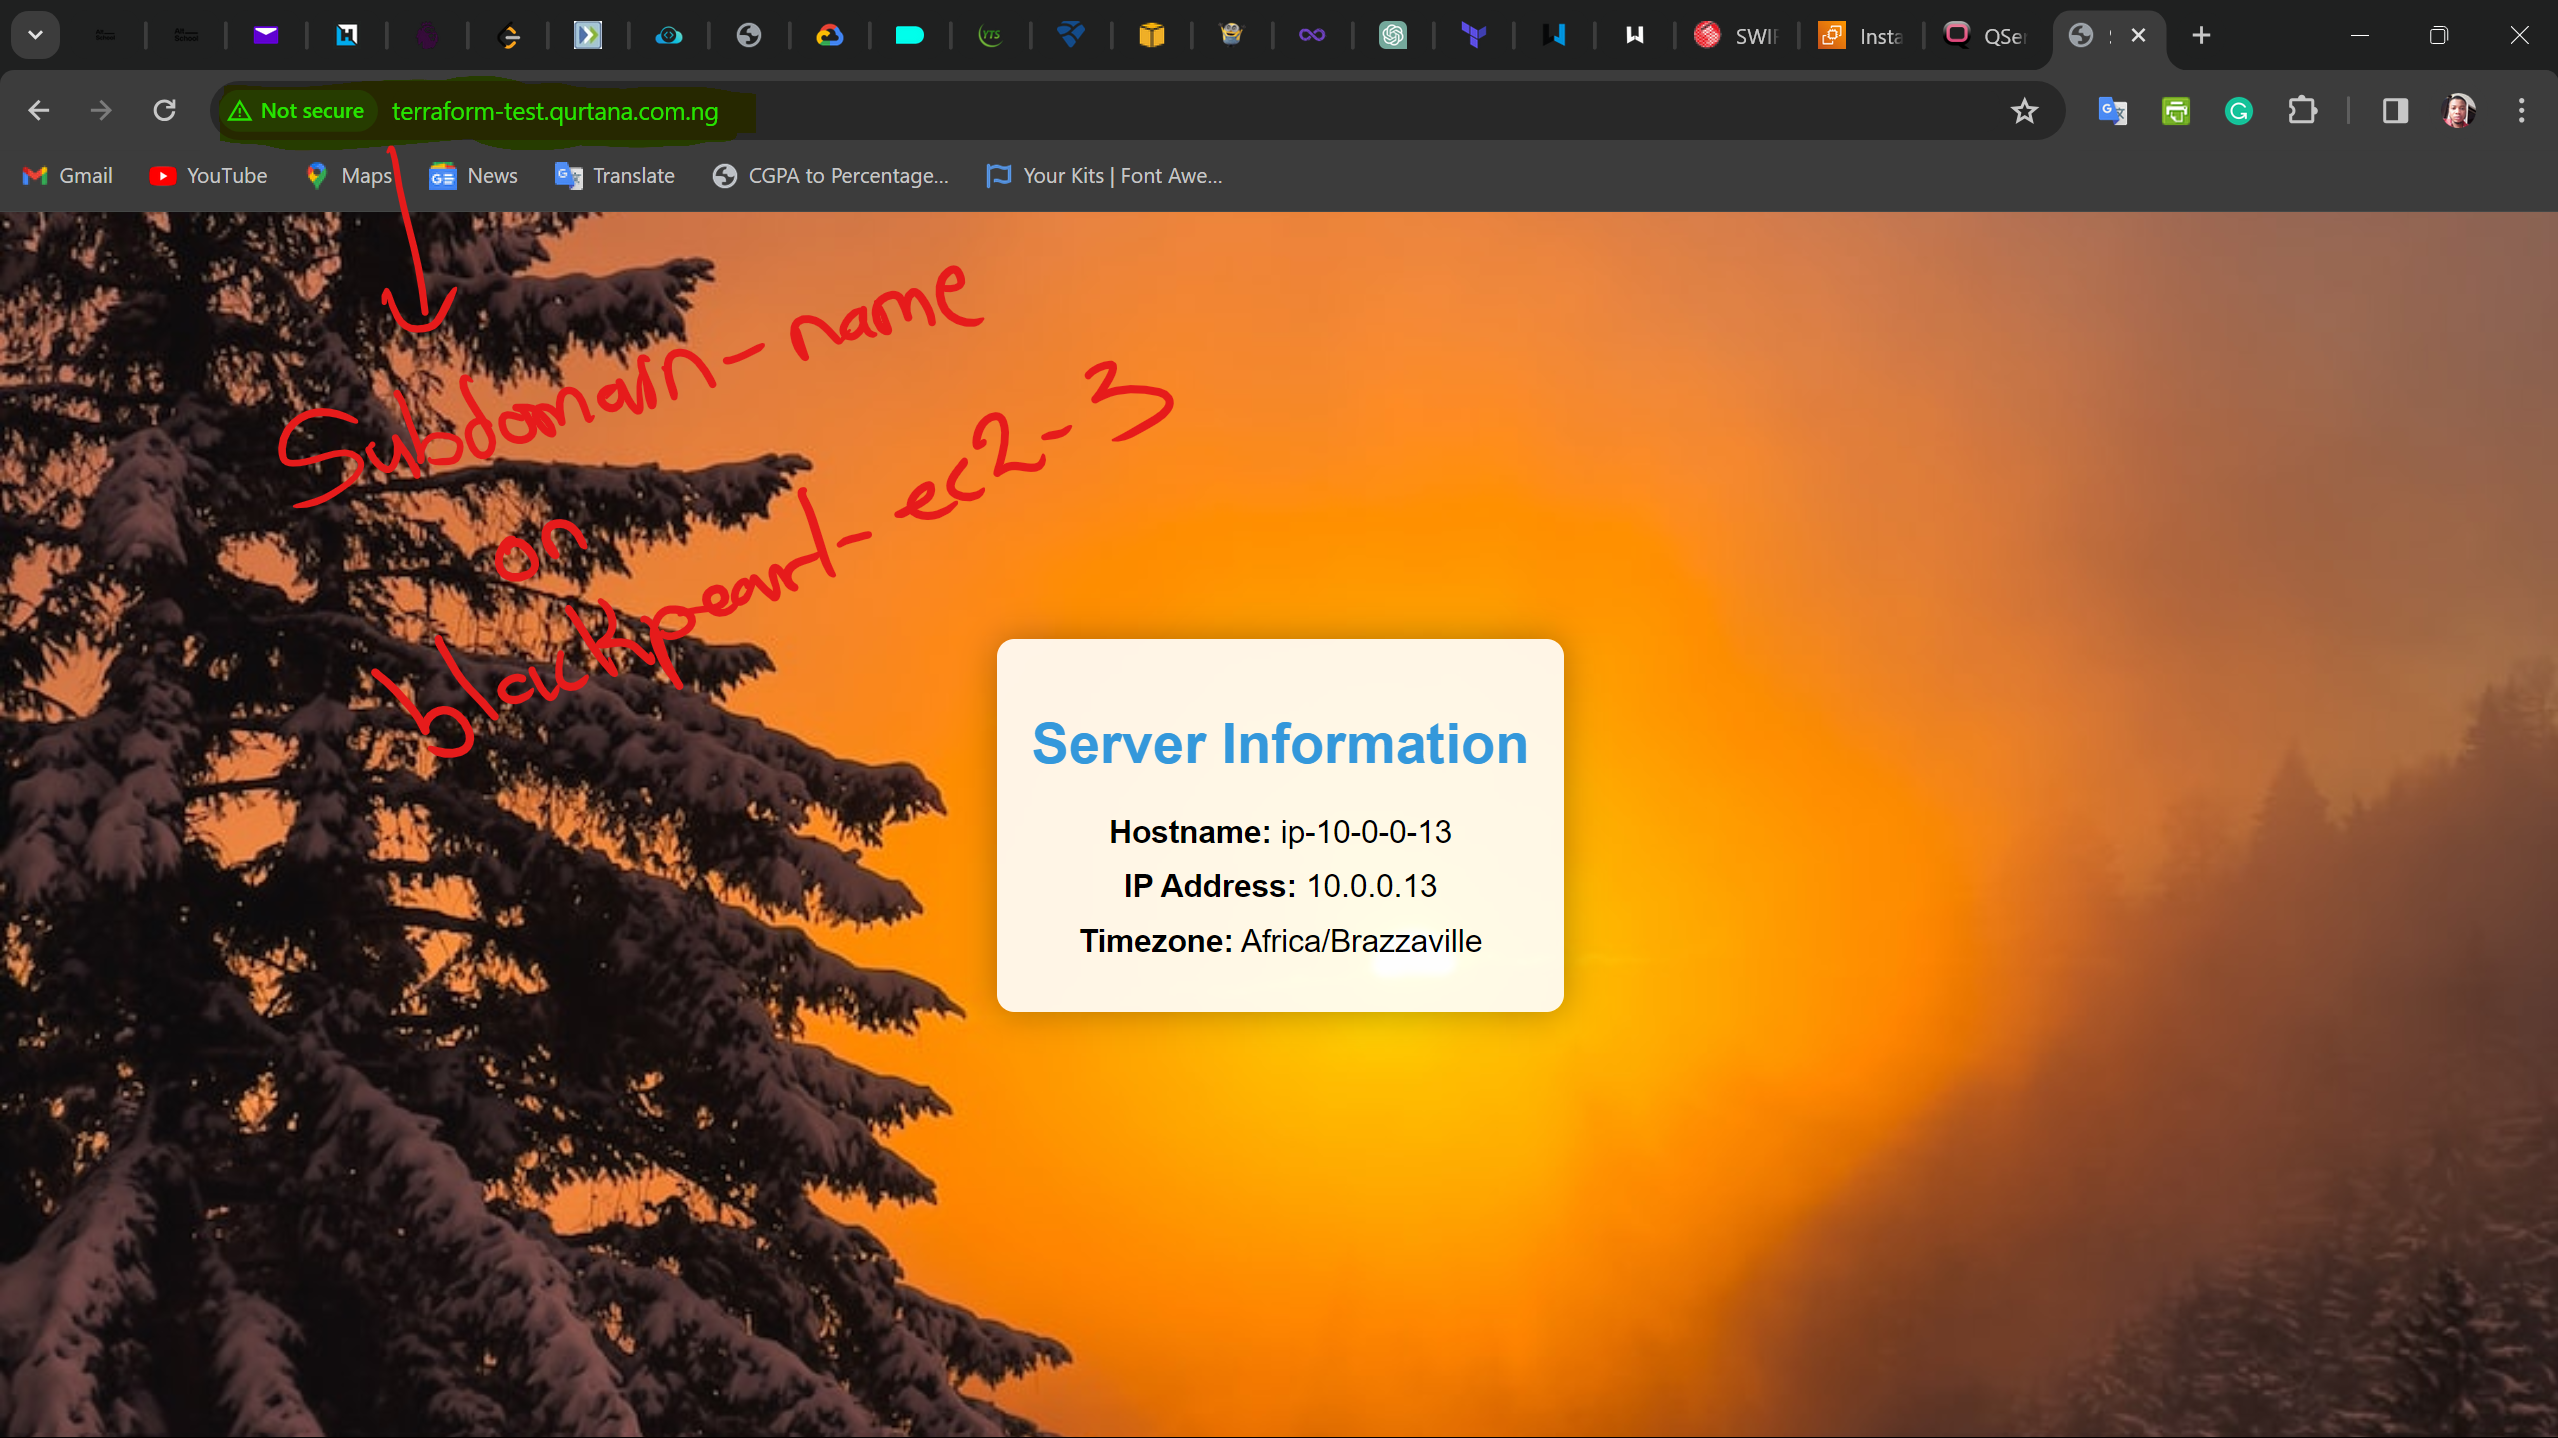 SWIF
Insta
QSer
Not secure terraform-test.qurtana.com.ng
Gmail YouTube Maps News Translate CGPA to Percentage... Your Kits | Font Awe...
Subdomain-name
on
blackpearl-ec2-3
Server Information
Hostname: ip-10-0-0-13
IP Address: 10.0.0.13
Timezone: Africa/Brazzaville